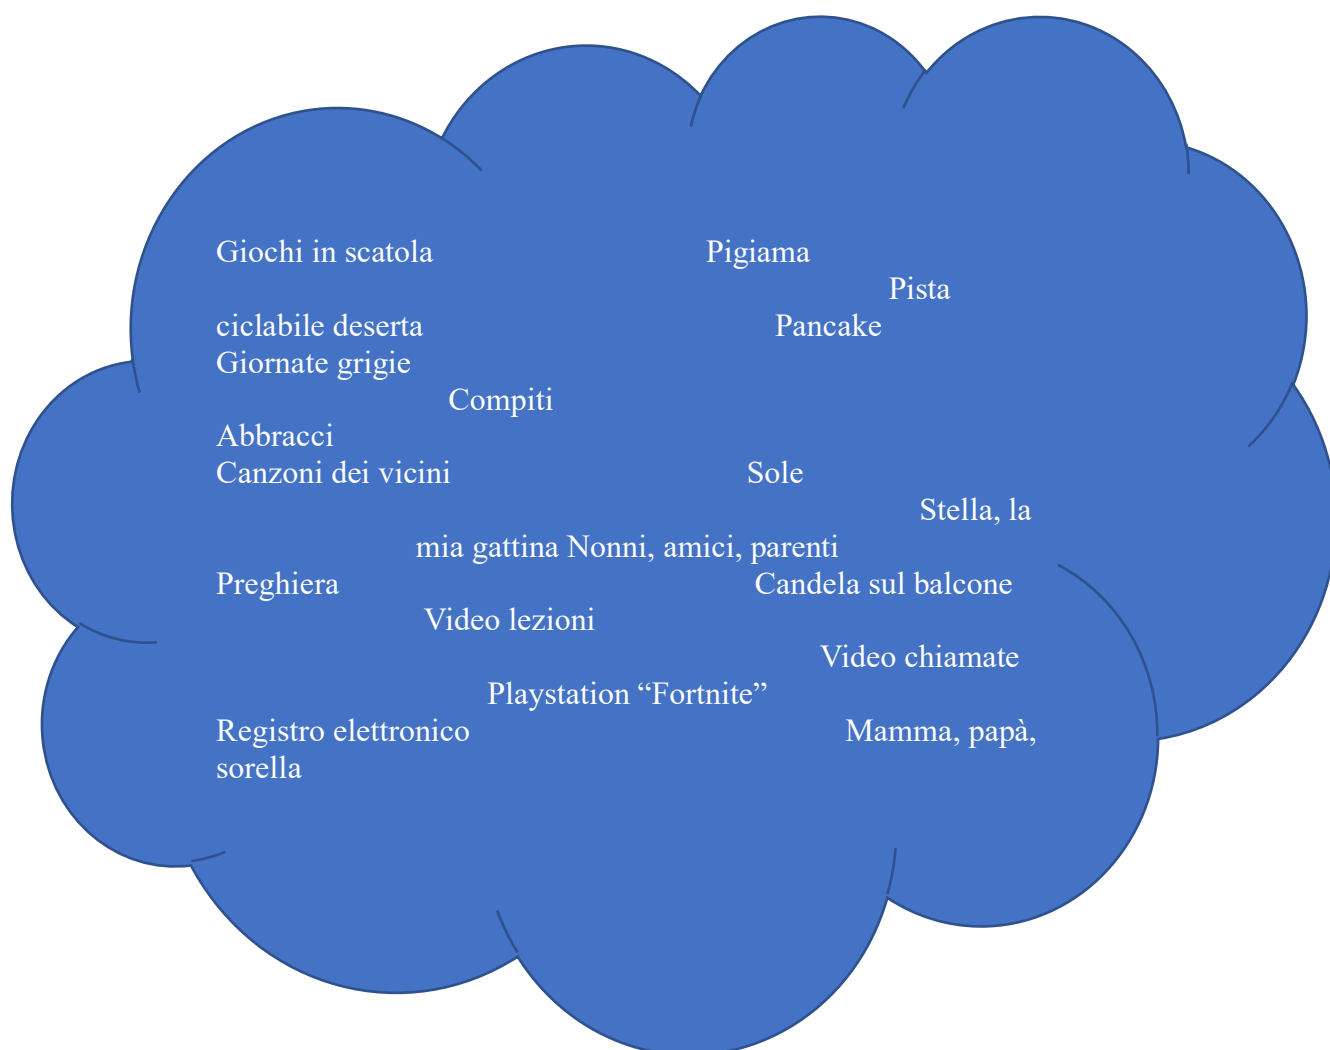 Giochi in scatola Pigiama
Pista
ciclabile deserta Pancake
Giornate grigie
Compiti
Abbracci
Canzoni dei vicini Sole
Stella, la
mia gattina Nonni, amici, parenti
Preghiera Candela sul balcone
Video lezioni
Video chiamate
Playstation “Fortnite”
Registro elettronico Mamma, papà,
sorella